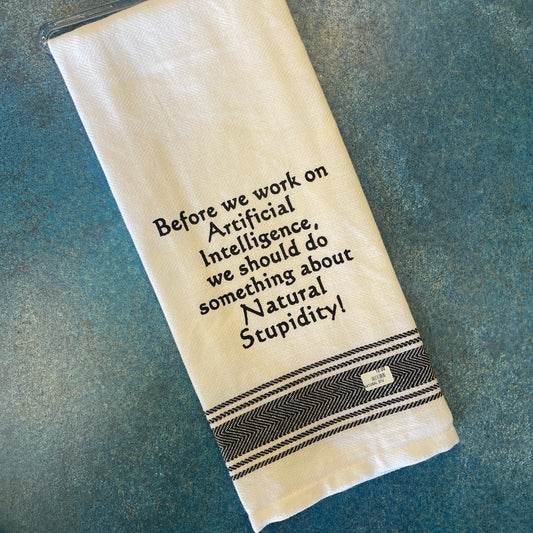 Before we work on
Artificial
Intelligence,
we should do
something about
Natural
Stupidity!